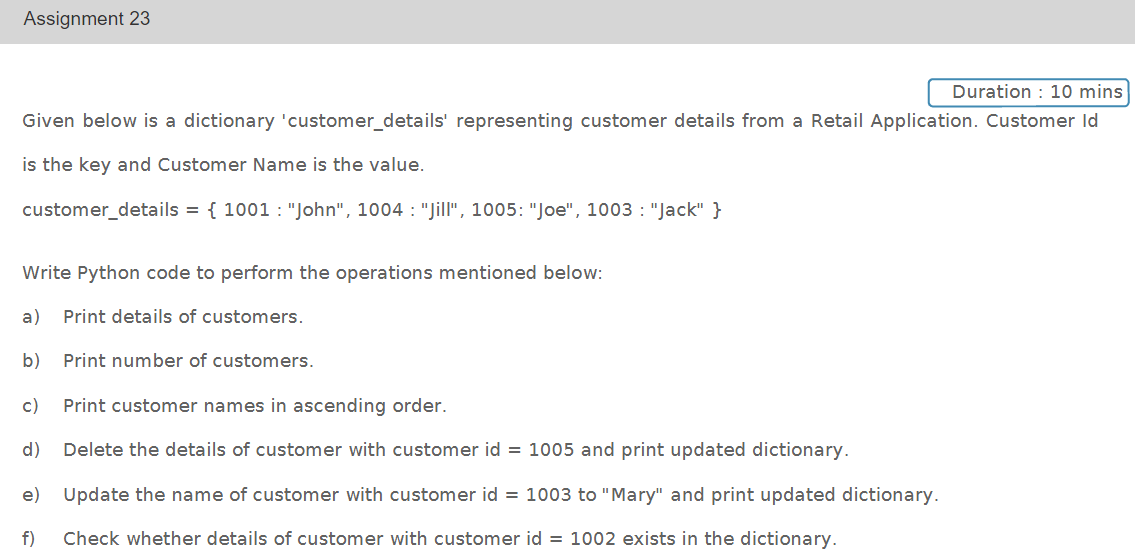 Assignment 23
Duration : 10 mins
Given below is a dictionary 'customer_details' representing customer details from a Retail Application. Customer Id
is the key and Customer Name is the value.
customer_details = { 1001 : "John", 1004 : "Jill", 1005: "Joe", 1003 : "Jack" }
Write Python code to perform the operations mentioned below:
a) Print details of customers.
b) Print number of customers.
c) Print customer names in ascending order.
d) Delete the details of customer with customer id = 1005 and print updated dictionary.
e) Update the name of customer with customer id = 1003 to "Mary" and print updated dictionary.
f) Check whether details of customer with customer id = 1002 exists in the dictionary.